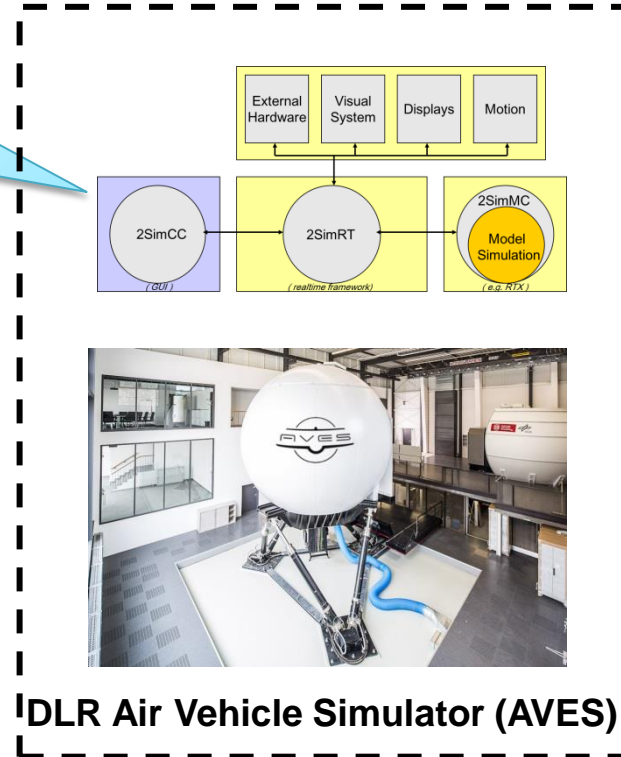 External
Hardware
Visual
System
Displays
Motion
2SimCC
2SimRT
2SimMC
Model
Simulation
( GUI )
( realtime framework)
( e.g. RTX )
AVES
DLR Air Vehicle Simulator (AVES)